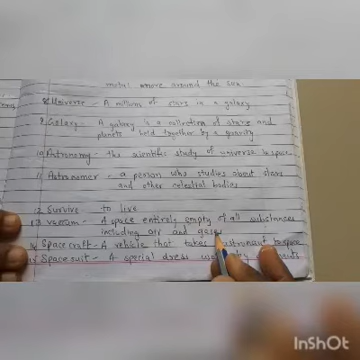 metal move around the sun
8. Universe - A millions of stars in a galaxy
9. Galaxy - A galaxy is a collection of stars and
planets held together by a gravity
10. Astronomy - the scientific study of universe & space
11. Astronomer - a person who studies about stars
and other celestial bodies
12. Survive - to live
13. vaccum - A space entirely empty of all substances
including air and gases
14. Space craft - A vehicle that takes astronaut to space
15. Space suit - A special dress
InShOt